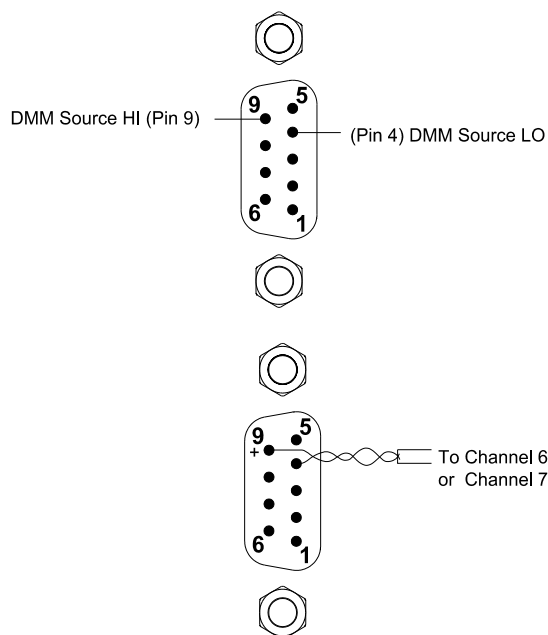 9 5
DMM Source HI (Pin 9)
(Pin 4) DMM Source LO
6 1
9 5
+
To Channel 6
or Channel 7
6 1